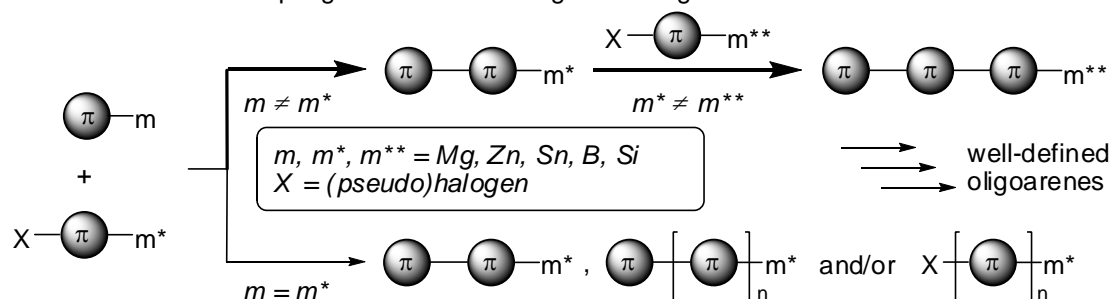 X π m**
π π m*
π π π m**
π m
m ≠ m*
m* ≠ m**
m, m*, m** = Mg, Zn, Sn, B, Si
X = (pseudo)halogen
+
well-defined
oligoarenes
X π m*
π π m* , π [ π ]n m* and/or X [ π ]n m*
m = m*